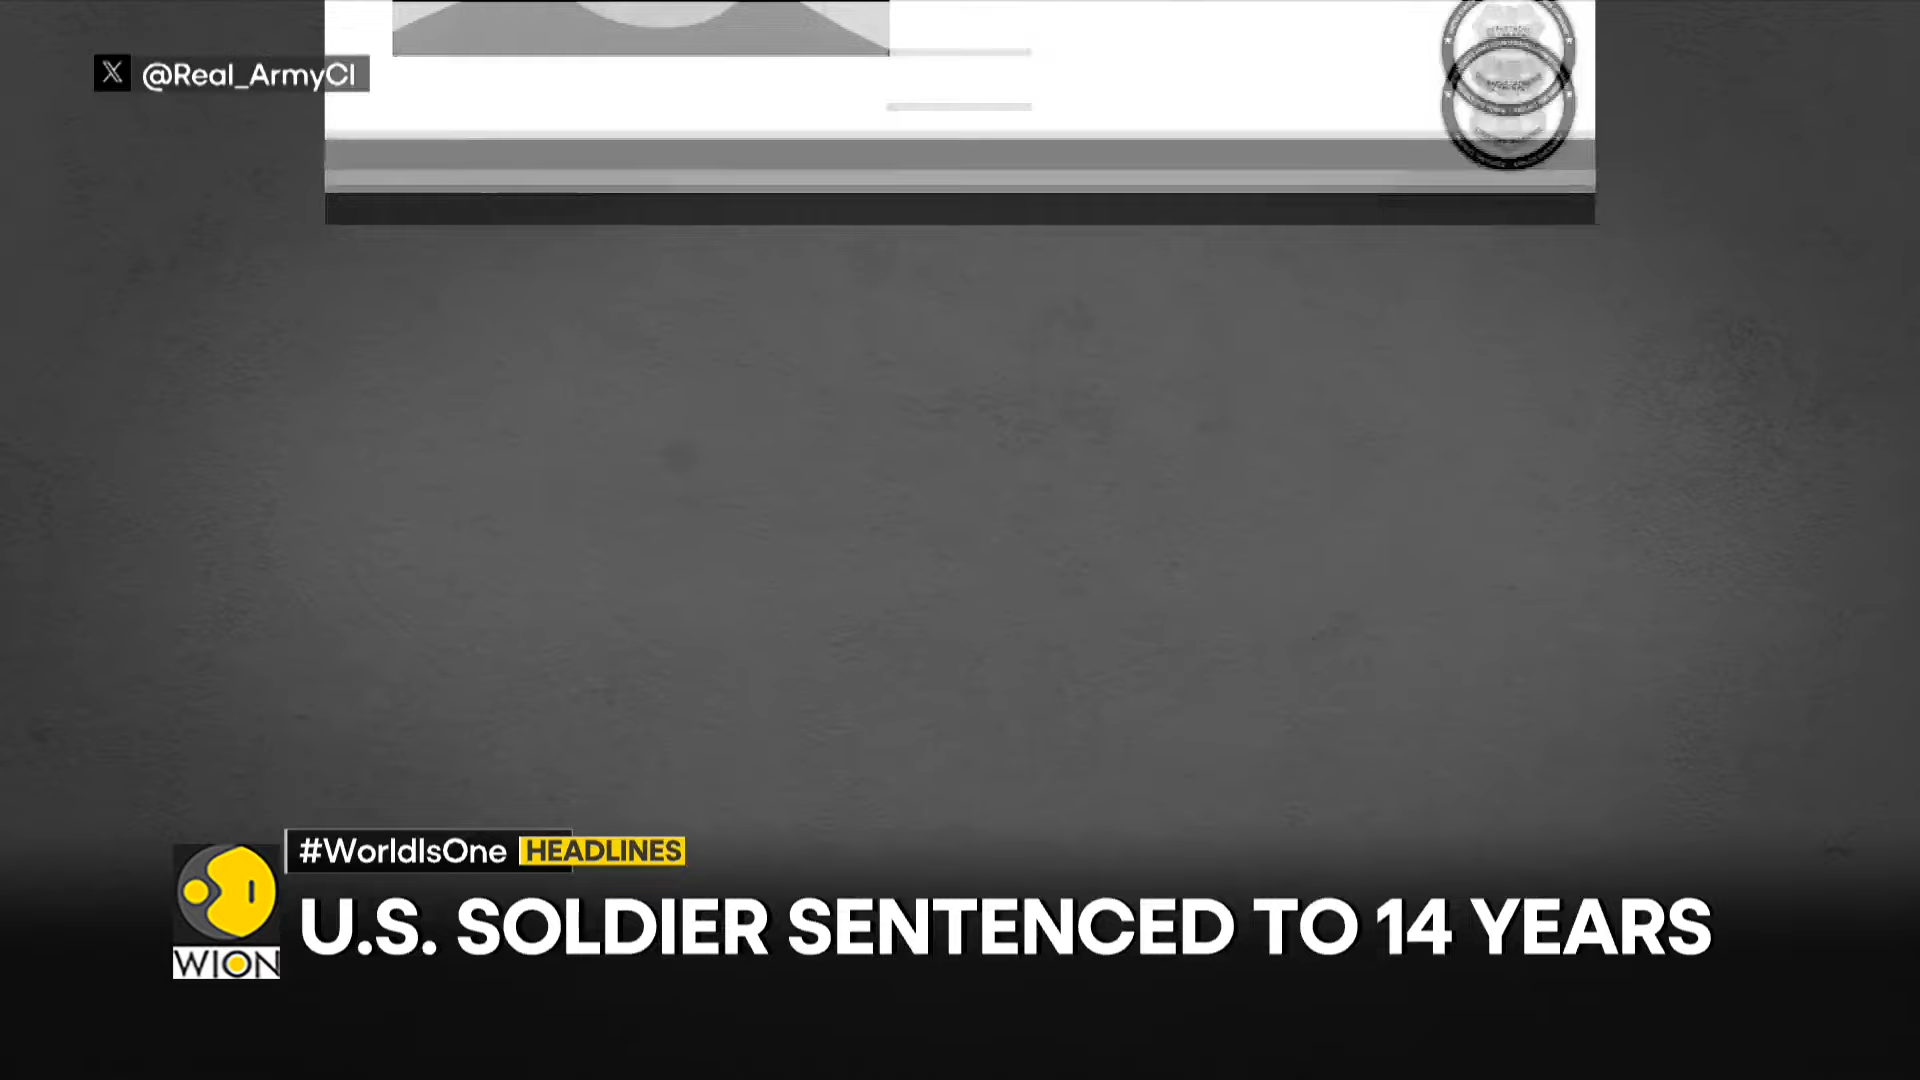 X @Real_ArmyCI
#WorldIsOne HEADLINES
U.S. SOLDIER SENTENCED TO 14 YEARS
WION